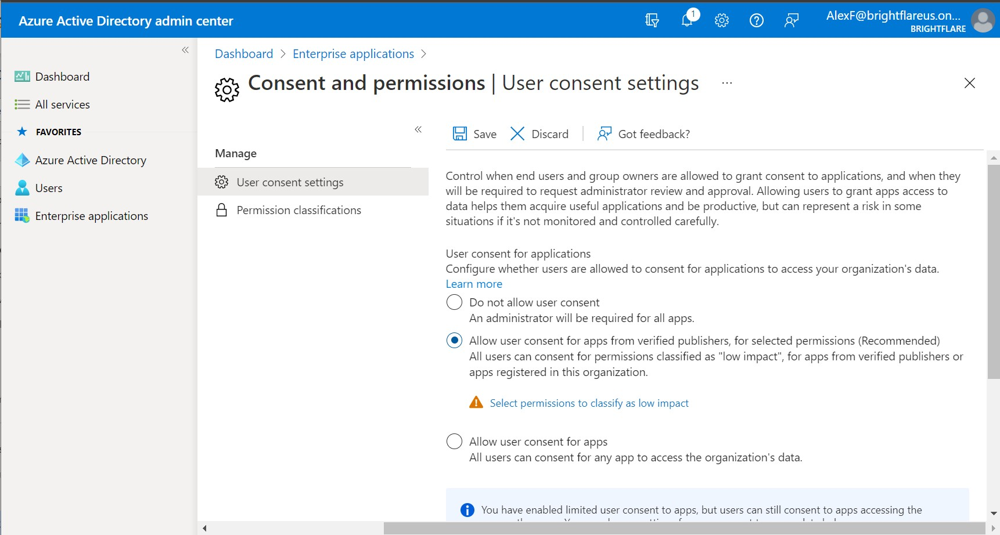 Azure Active Directory admin center
1
AlexF@brightflareus.on...
BRIGHTFLARE
Dashboard
All services
FAVORITES
Azure Active Directory
Users
Enterprise applications
Dashboard > Enterprise applications >
Consent and permissions | User consent settings ...
Manage
User consent settings
Permission classifications
Save Discard Got feedback?
Control when end users and group owners are allowed to grant consent to applications, and when they
will be required to request administrator review and approval. Allowing users to grant apps access to
data helps them acquire useful applications and be productive, but can represent a risk in some
situations if it's not monitored and controlled carefully.
User consent for applications
Configure whether users are allowed to consent for applications to access your organization's data.
Learn more
Do not allow user consent
An administrator will be required for all apps.
Allow user consent for apps from verified publishers, for selected permissions (Recommended)
All users can consent for permissions classified as "low impact", for apps from verified publishers or
apps registered in this organization.
Select permissions to classify as low impact
Allow user consent for apps
All users can consent for any app to access the organization's data.
You have enabled limited user consent to apps, but users can still consent to apps accessing the